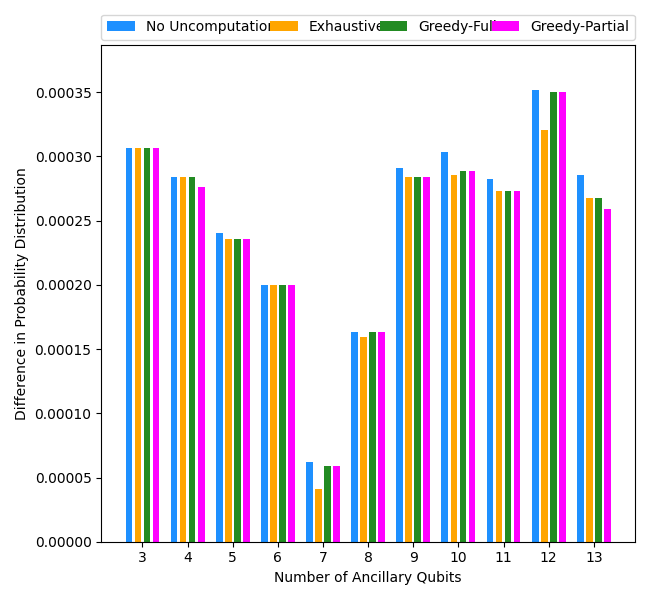 No Uncomputation Exhaustive Greedy-Full Greedy-Partial
0.00035
0.00030
0.00025
0.00020
0.00015
0.00010
0.00005
0.00000
Difference in Probability Distribution
3 4 5 6 7 8 9 10 11 12 13
Number of Ancillary Qubits